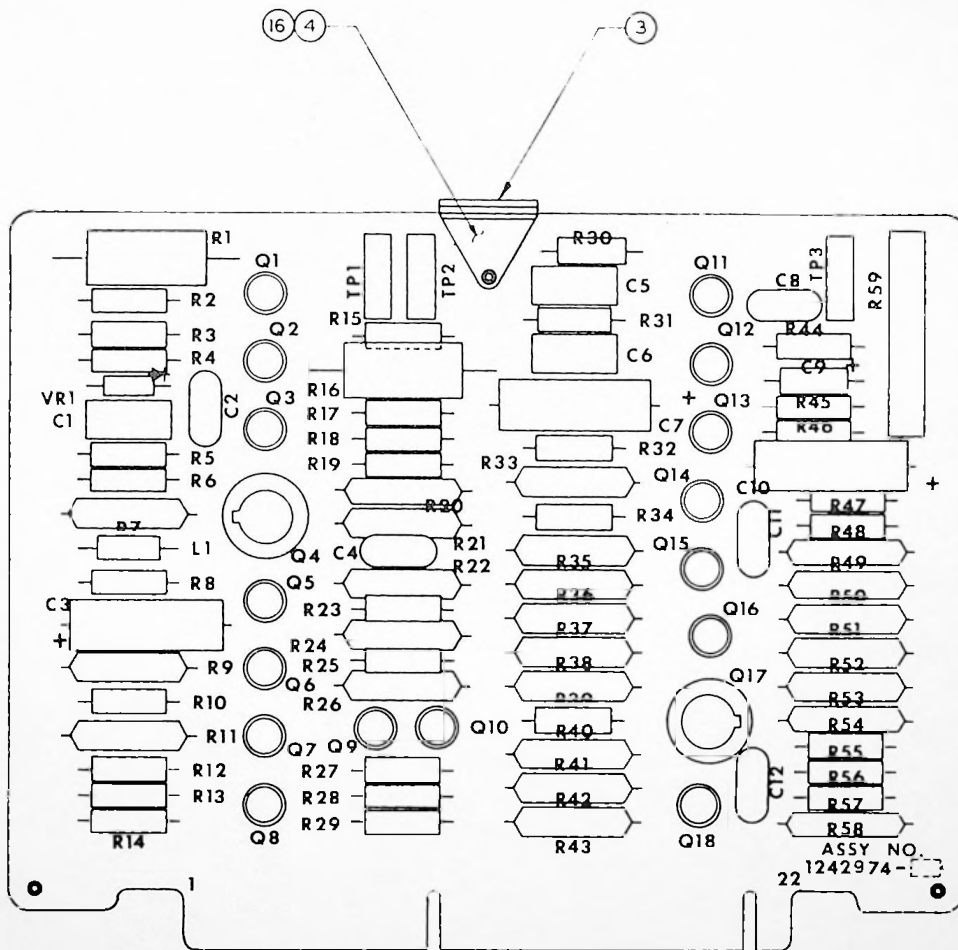 16 4 3
R1
R2
R3
R4
VR1
C1
C2
R5
R6
R7
L1
R8
C3
+
R9
R10
R11
R12
R13
R14
Q1
Q2
Q3
Q4
Q5
Q6
Q7
Q8
TP1
TP2
R15
R16
R17
R18
R19
R20
R21
C4
R22
R23
R24
R25
R26
Q9
Q10
R27
R28
R29
R30
C5
R31
C6
+
C7
R32
R33
R34
R35
R36
R37
R38
R39
R40
R41
R42
R43
Q11
Q12
Q13
Q14
Q15
Q16
Q17
Q18
C8
TP3
R59
R44
+
C9
R45
R46
+
C10
R47
R48
C11
R49
R50
R51
R52
R53
R54
R55
R56
C12
R57
R58
ASSY NO.
1242974-
1
22